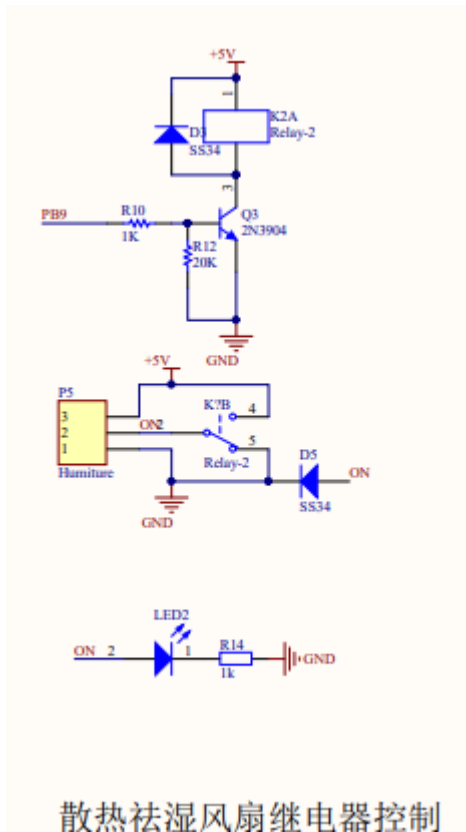 +5V
1
K2A
Relay-2
D3
SS34
3
PB9
R10
1K
Q3
2N3904
R12
20K
GND
+5V
P5
3
2
1
Humiture
ON
2
K?B
4
5
Relay-2
D5
ON
SS34
GND
LED2
ON 2
1
R14
1k
GND
散热祛湿风扇继电器控制